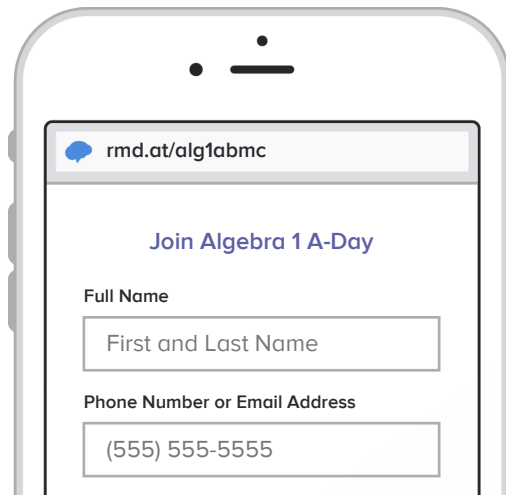 rmd.at/alg1abmc
Join Algebra 1 A-Day
Full Name
First and Last Name
Phone Number or Email Address
(555) 555-5555